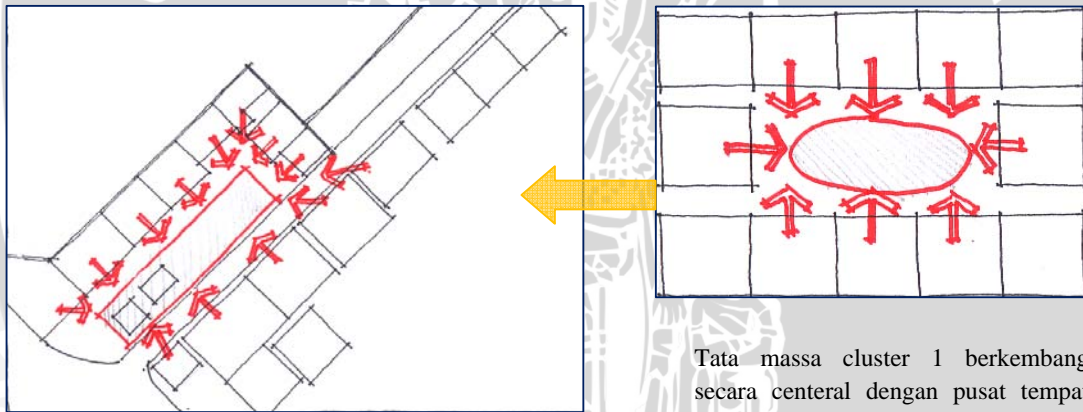 Tata massa cluster 1 berkembang
secara centeral dengan pusat tempat